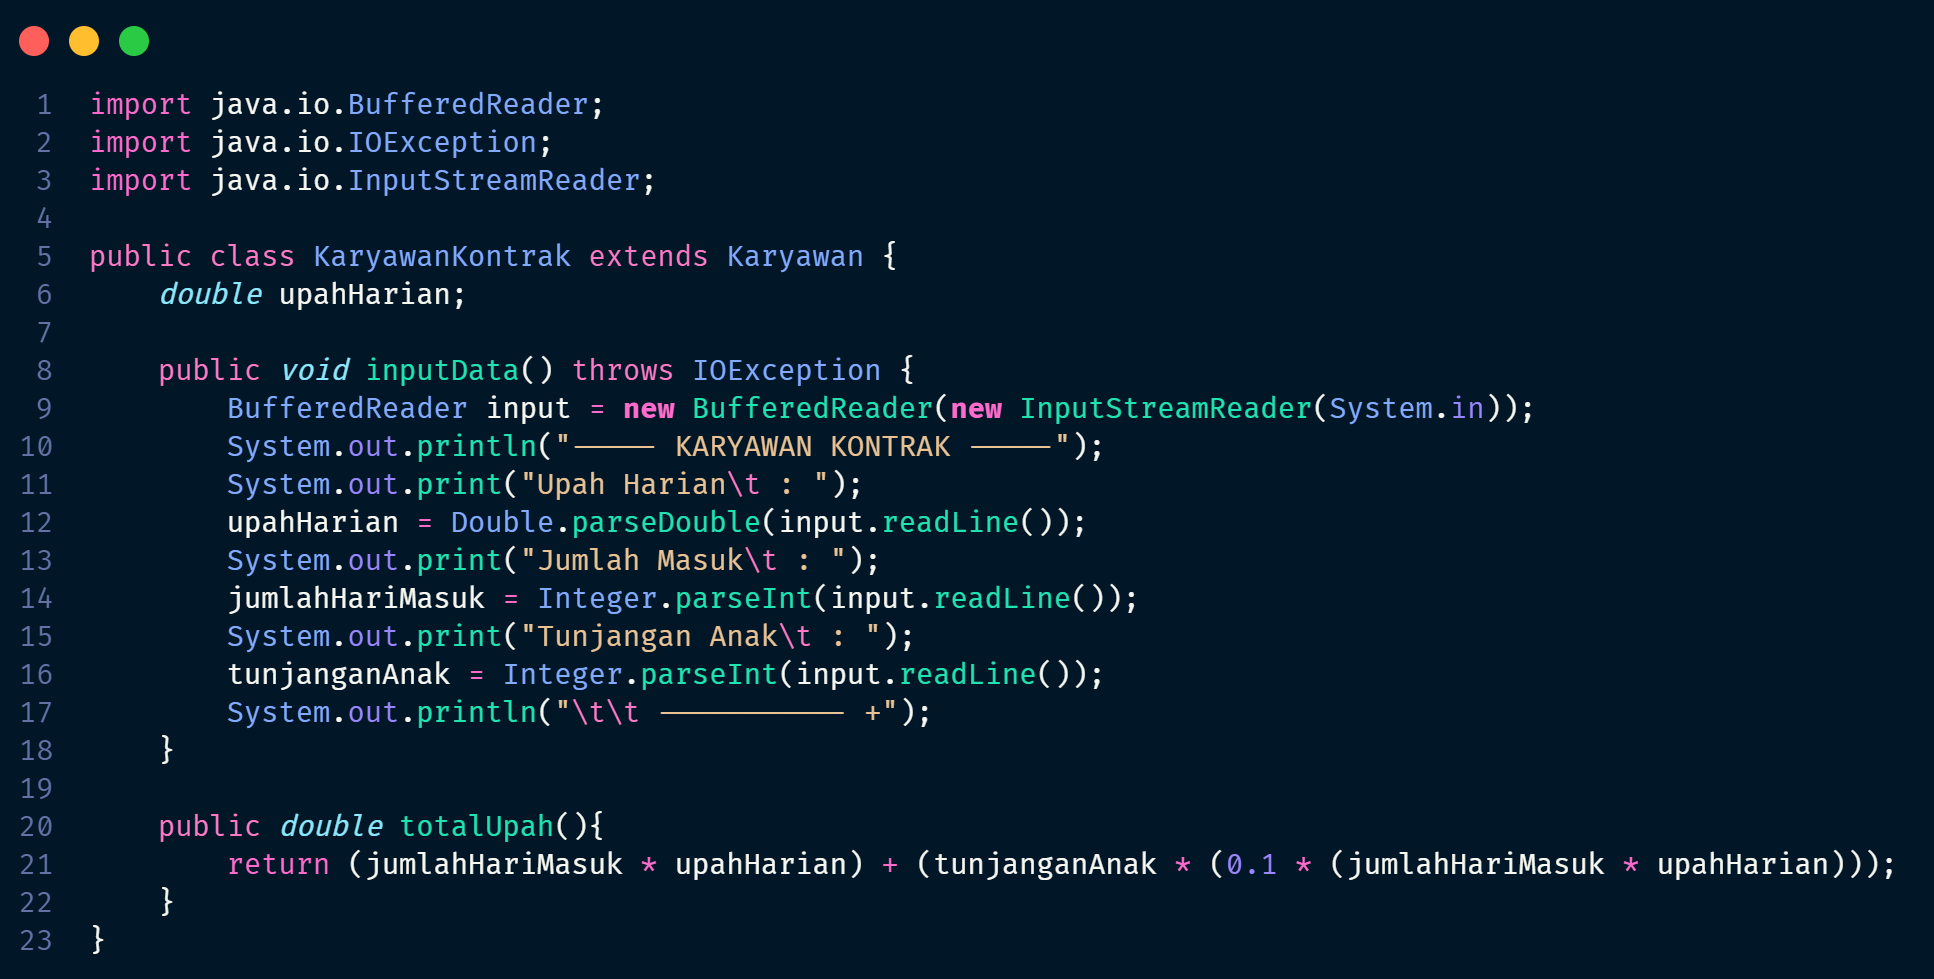 1 import java.io.BufferedReader;
2 import java.io.IOException;
3 import java.io.InputStreamReader;
4
5 public class KaryawanKontrak extends Karyawan {
6     double upahHarian;
7
8     public void inputData() throws IOException {
9         BufferedReader input = new BufferedReader(new InputStreamReader(System.in));
10         System.out.println("----- KARYAWAN KONTRAK -----");
11         System.out.print("Upah Harian\t : ");
12         upahHarian = Double.parseDouble(input.readLine());
13         System.out.print("Jumlah Masuk\t : ");
14         jumlahHariMasuk = Integer.parseInt(input.readLine());
15         System.out.print("Tunjangan Anak\t : ");
16         tunjanganAnak = Integer.parseInt(input.readLine());
17         System.out.println("\t\t ----------- +");
18     }
19
20     public double totalUpah(){
21         return (jumlahHariMasuk * upahHarian) + (tunjanganAnak * (0.1 * (jumlahHariMasuk * upahHarian)));
22     }
23 }